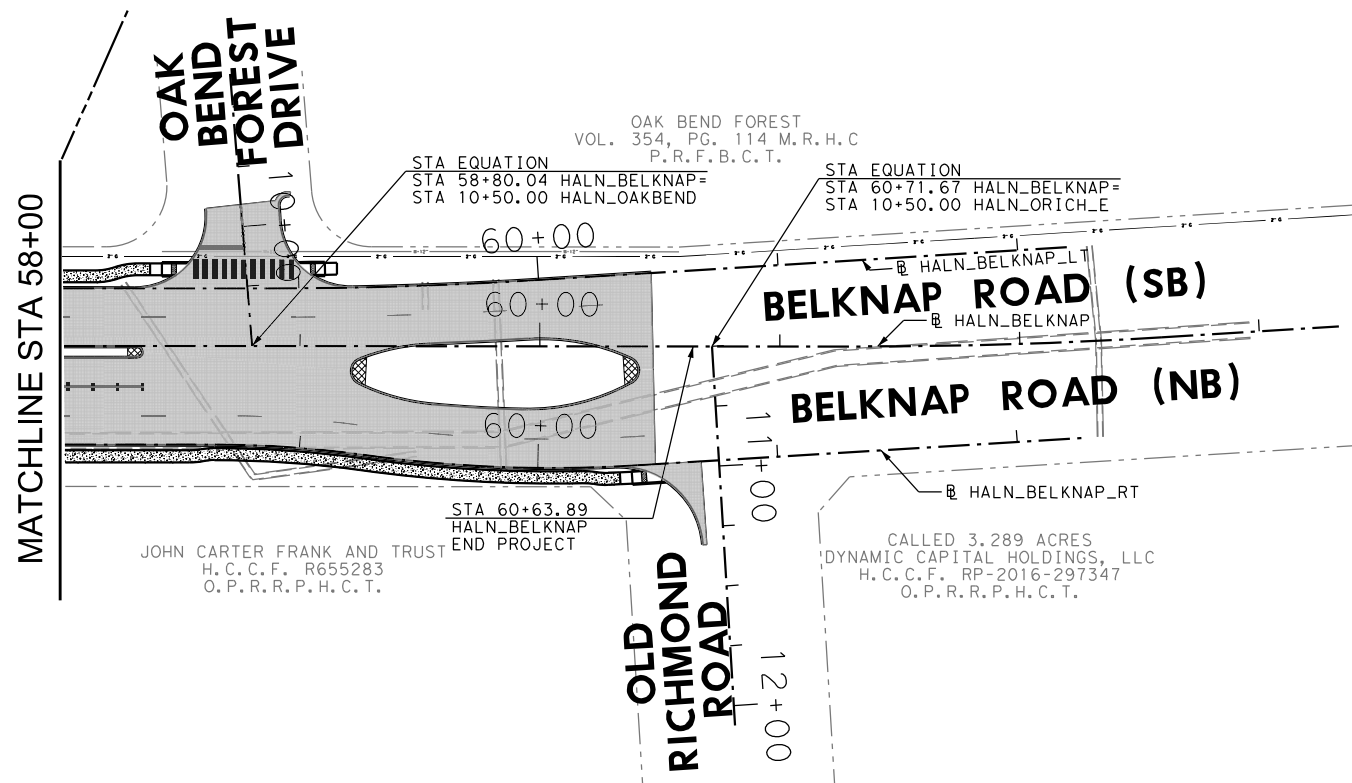 OAK
BEND
FOREST
DRIVE
OAK BEND FOREST
VOL. 354, PG. 114 M.R.H.C
P.R.F.B.C.T.
STA EQUATION
STA 58+80.04 HALN_BELKNAP=
STA 10+50.00 HALN_OAKBEND
STA EQUATION
STA 60+71.67 HALN_BELKNAP=
STA 10+50.00 HALN_ORICH_E
MATCHLINE STA 58+00
60+00
HALN_BELKNAP_LT
BELKNAP ROAD (SB)
60+00
HALN_BELKNAP
BELKNAP ROAD (NB)
60+00
11+00
HALN_BELKNAP_RT
STA 60+63.89
HALN_BELKNAP
END PROJECT
JOHN CARTER FRANK AND TRUST
H.C.C.F. R655283
O.P.R.R.P.H.C.T.
CALLED 3.289 ACRES
DYNAMIC CAPITAL HOLDINGS, LLC
H.C.C.F. RP-2016-297347
O.P.R.R.P.H.C.T.
OLD
RICHMOND
ROAD
12+00